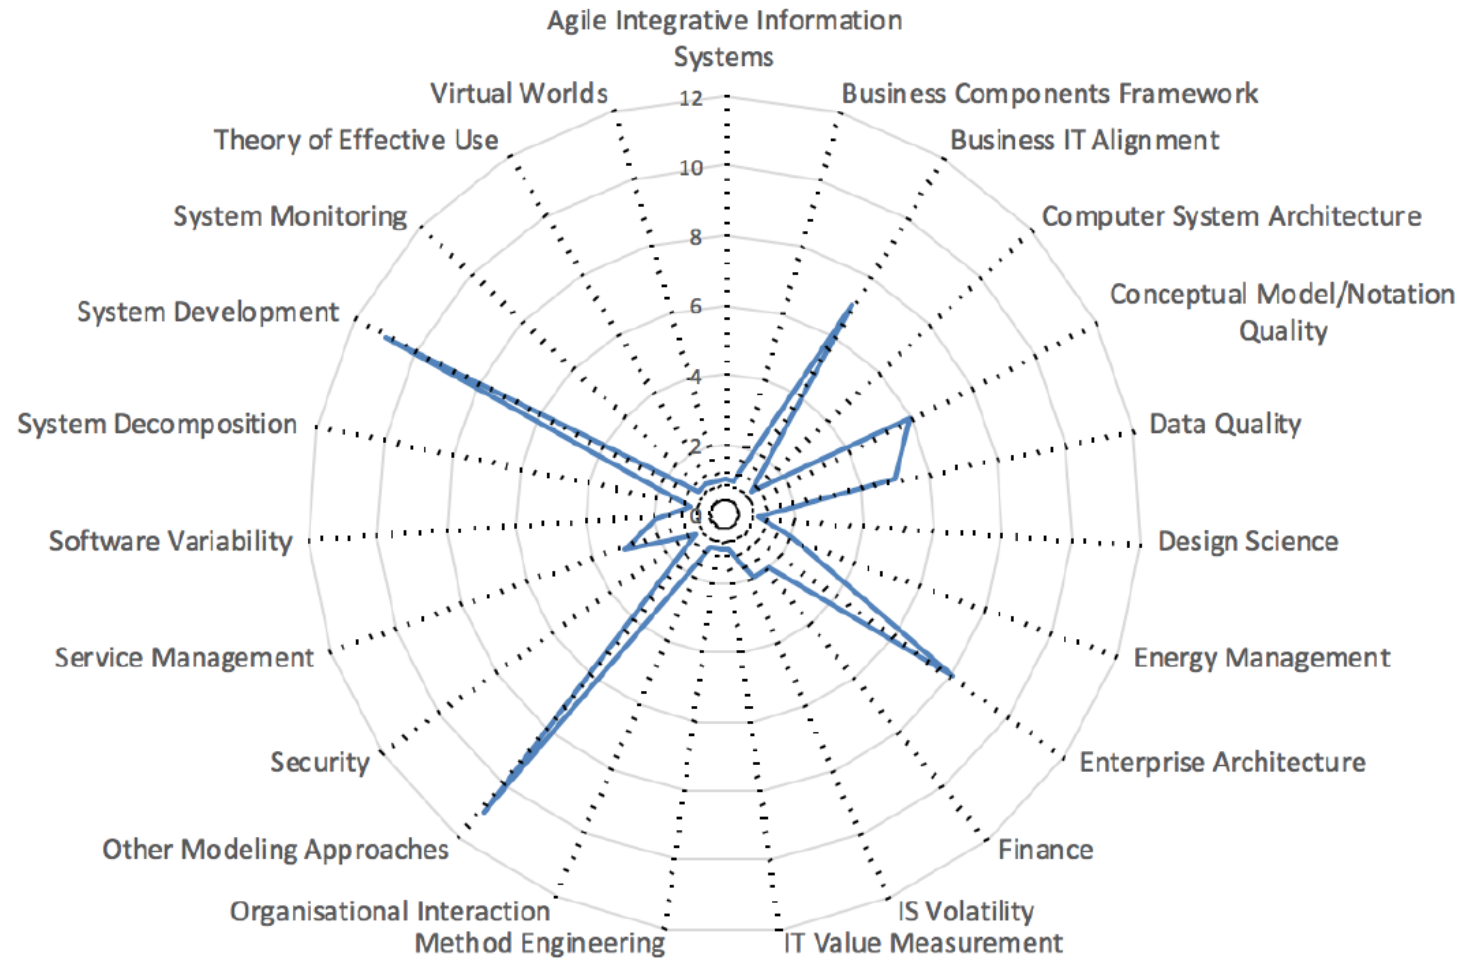 Agile Integrative Information
Systems
Virtual Worlds
12
Business Components Framework
Theory of Effective Use
Business IT Alignment
10
System Monitoring
Computer System Architecture
8
Conceptual Model/Notation
Quality
System Development
6
4
System Decomposition
Data Quality
2
0
Software Variability
Design Science
Service Management
Energy Management
Security
Enterprise Architecture
Other Modeling Approaches
Finance
Organisational Interaction
IS Volatility
Method Engineering
IT Value Measurement